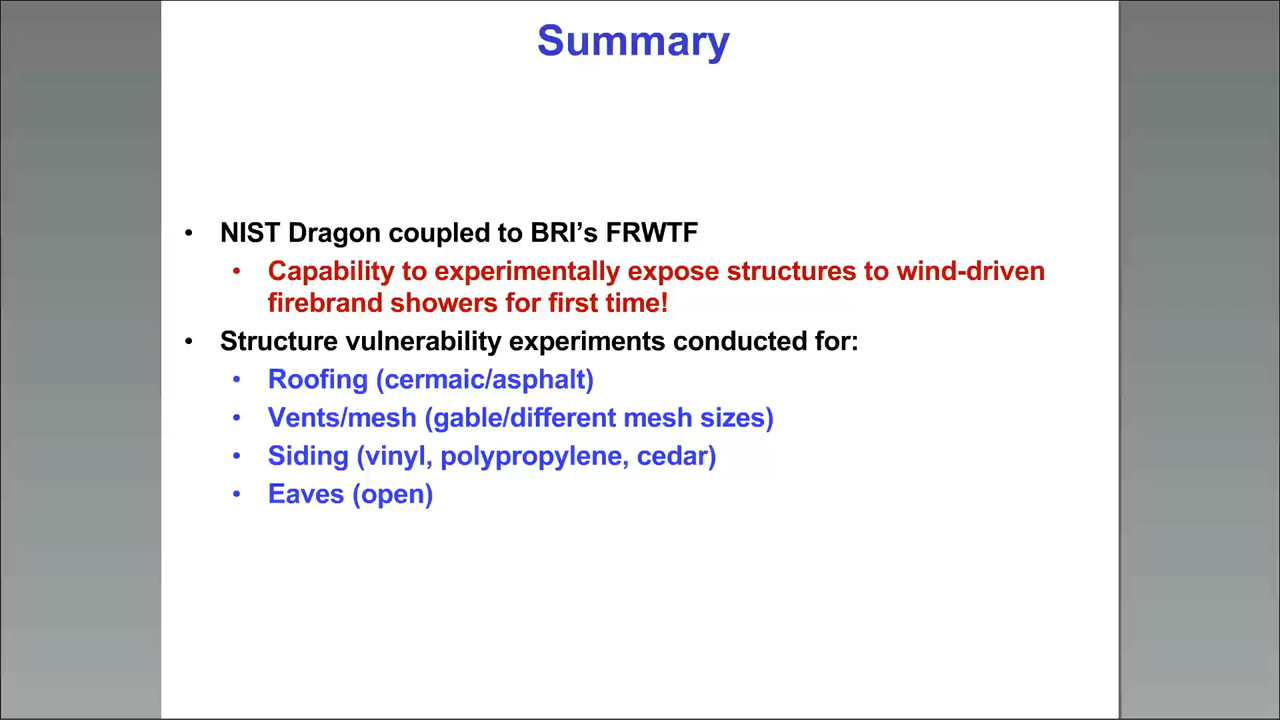 Summary
• NIST Dragon coupled to BRI’s FRWTF
• Capability to experimentally expose structures to wind-driven
firebrand showers for first time!
• Structure vulnerability experiments conducted for:
• Roofing (cermaic/asphalt)
• Vents/mesh (gable/different mesh sizes)
• Siding (vinyl, polypropylene, cedar)
• Eaves (open)